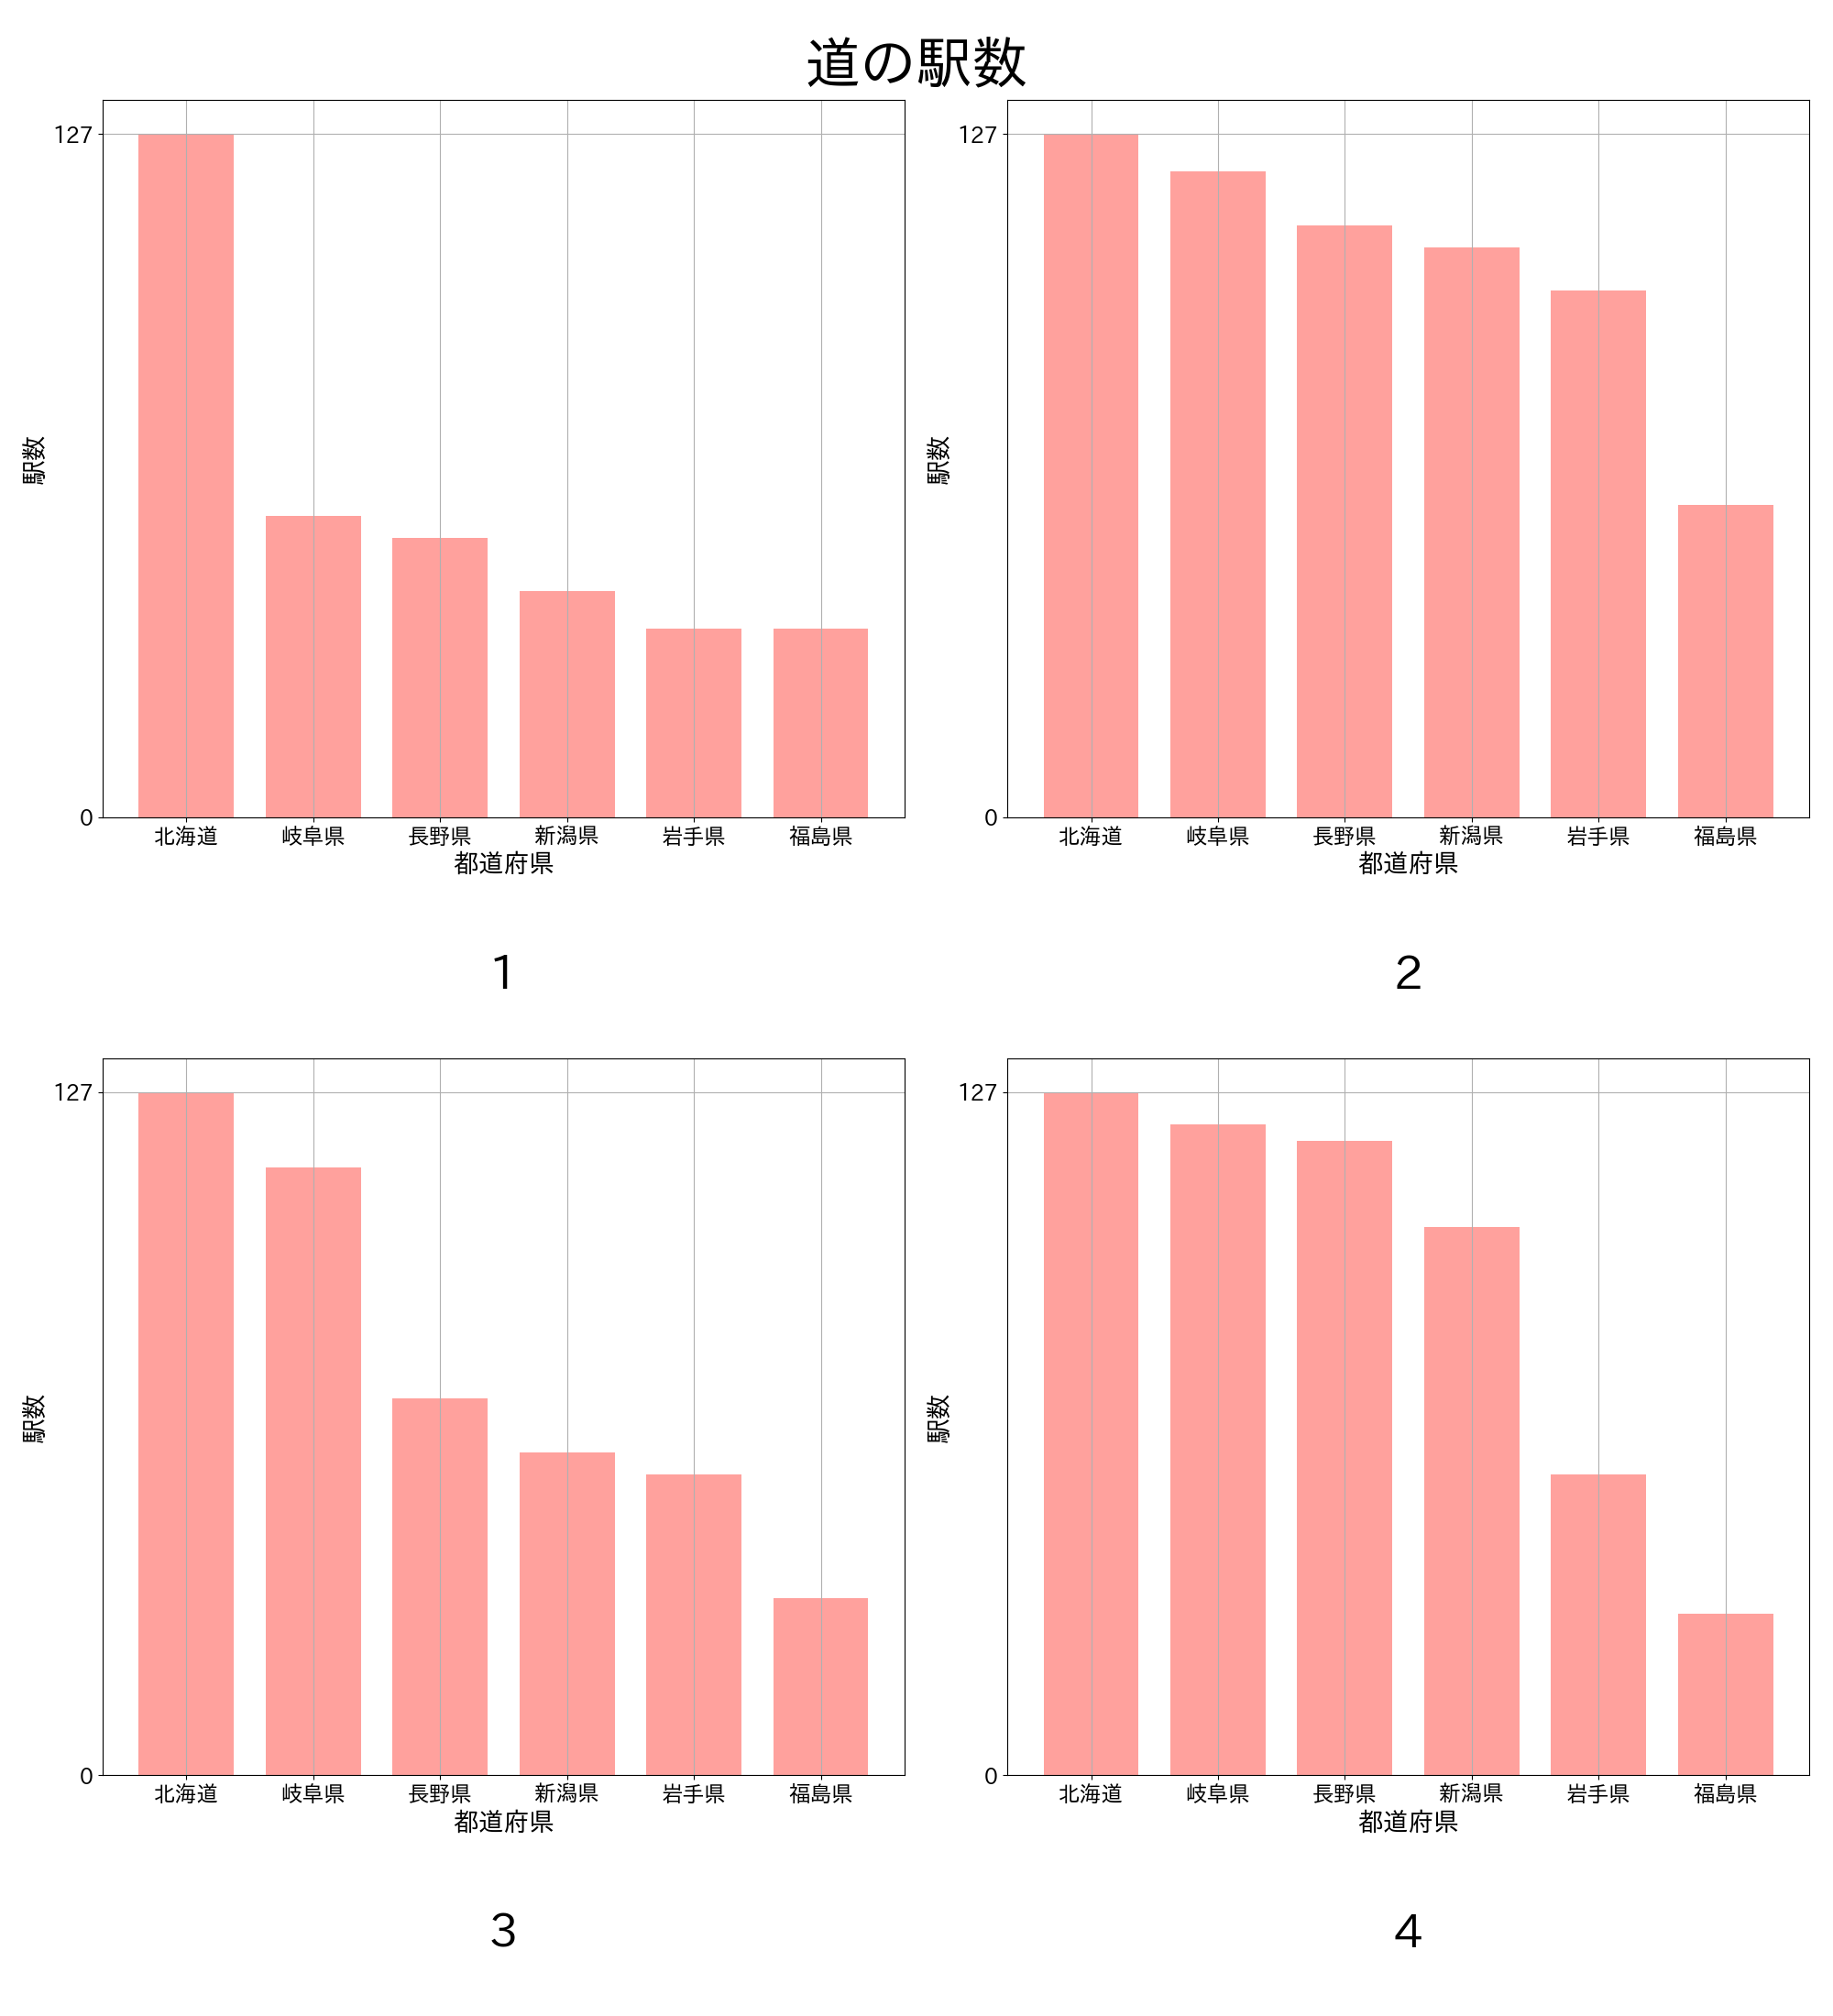 道の駅数
127
駅数
0
北海道 岐阜県 長野県 新潟県 岩手県 福島県
都道府県
1
127
駅数
0
北海道 岐阜県 長野県 新潟県 岩手県 福島県
都道府県
2
127
駅数
0
北海道 岐阜県 長野県 新潟県 岩手県 福島県
都道府県
3
127
駅数
0
北海道 岐阜県 長野県 新潟県 岩手県 福島県
都道府県
4